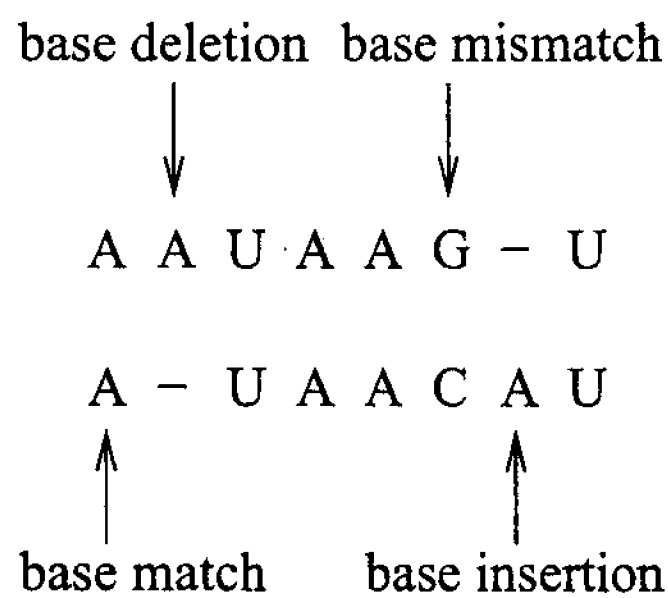 base deletion base mismatch
A A U A A G – U
A – U A A C A U
base match base insertion